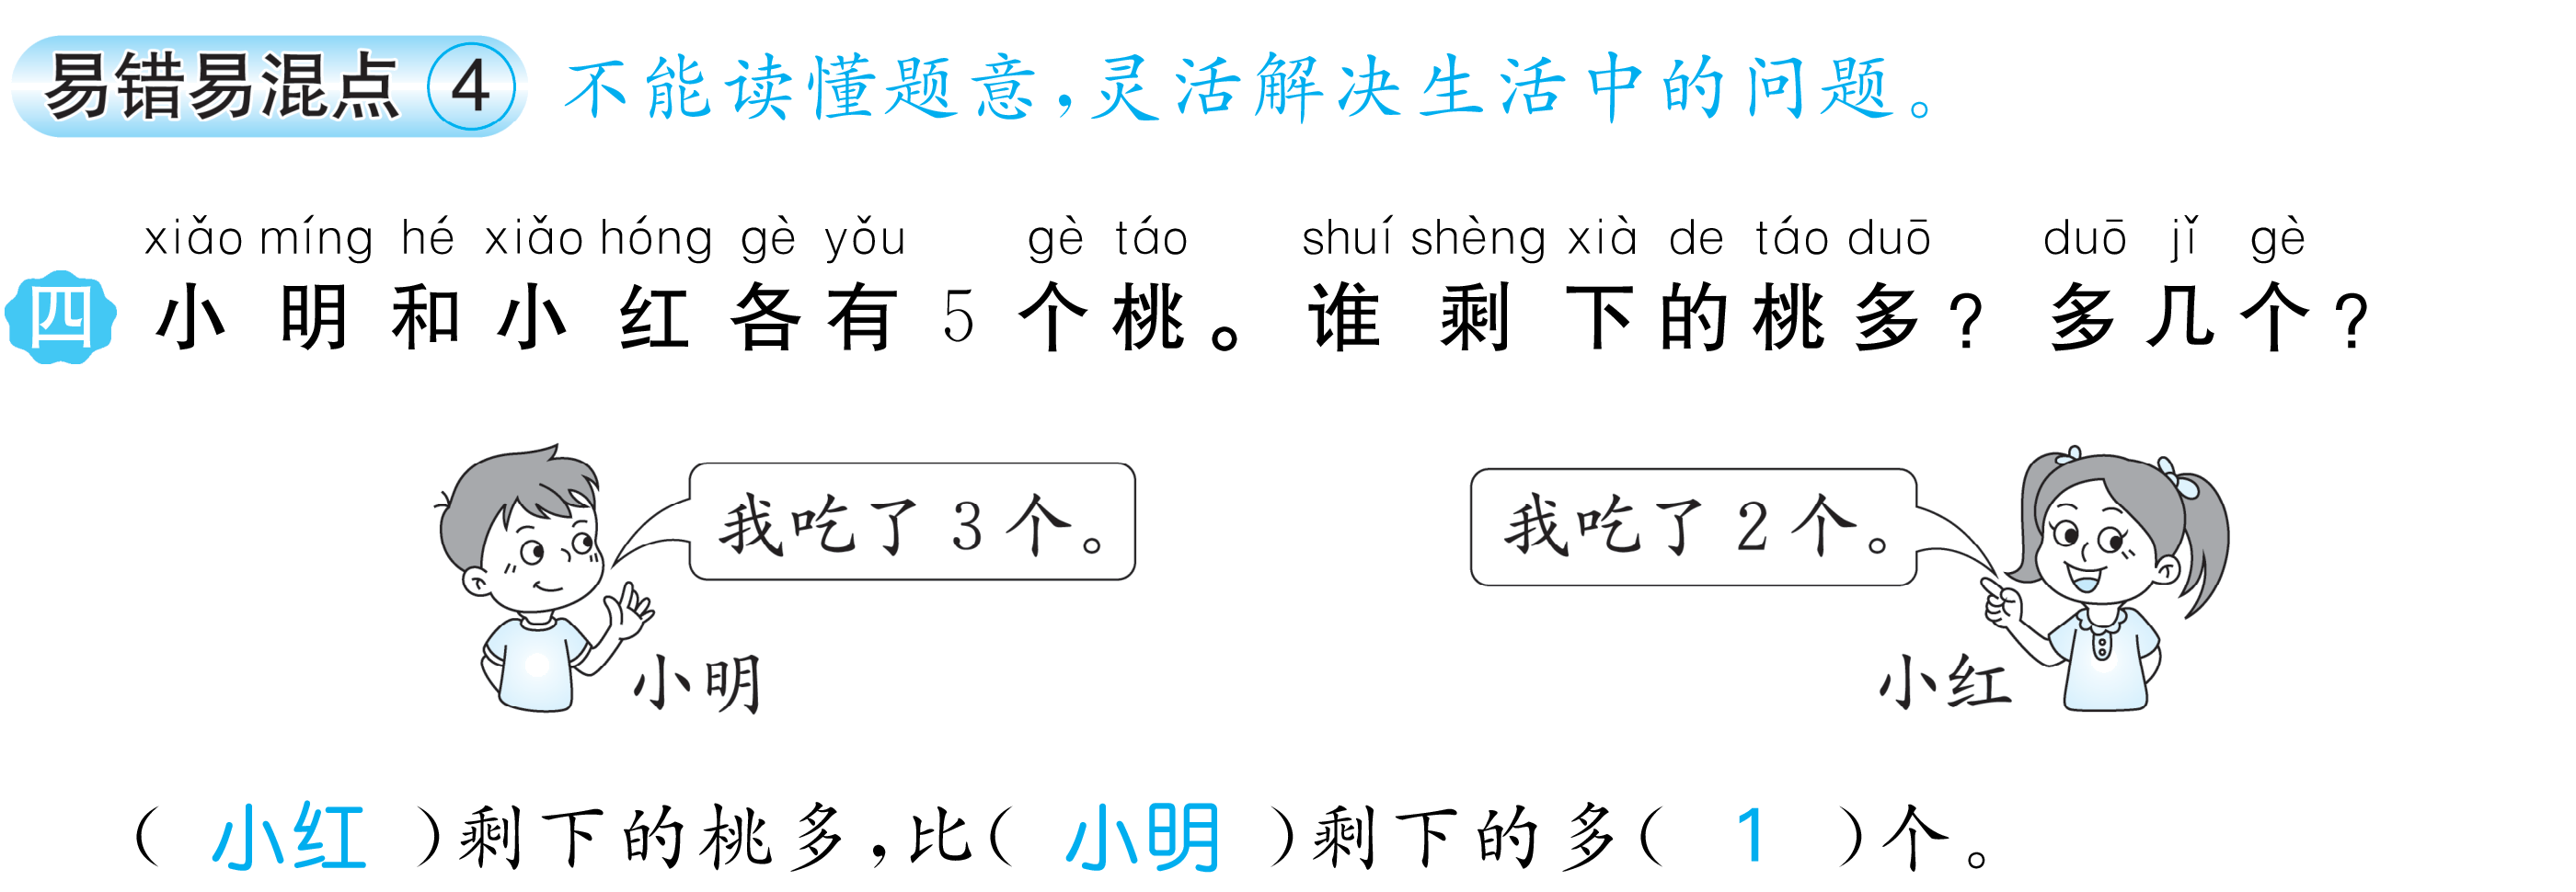 易错易混点 ④ 不能读懂题意，灵活解决生活中的问题。
xiǎo míng hé xiǎo hóng gè yǒu gè táo shuí shèng xià de táo duō duō jǐ gè
四 小明和小红各有 5 个桃。谁剩下的桃多？多几个？
我吃了 3 个。 我吃了 2 个。
小明 小红
（ 小红 ）剩下的桃多，比（ 小明 ）剩下的多（ 1 ）个。